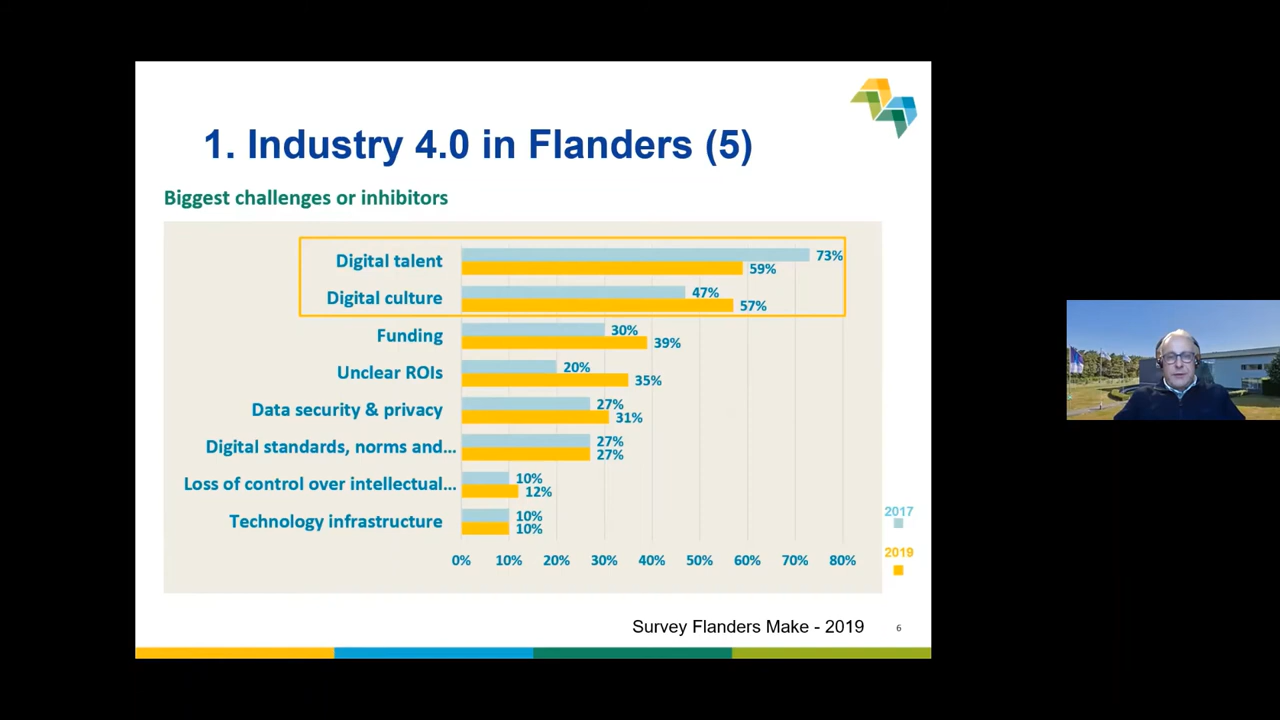 1. Industry 4.0 in Flanders (5)
Biggest challenges or inhibitors
Digital talent
73%
59%
Digital culture
47%
57%
Funding
30%
39%
Unclear ROIs
20%
35%
Data security & privacy
27%
31%
Digital standards, norms and...
27%
27%
Loss of control over intellectual...
10%
12%
Technology infrastructure
10%
10%
0% 10% 20% 30% 40% 50% 60% 70% 80%
2017
2019
Survey Flanders Make - 2019
6